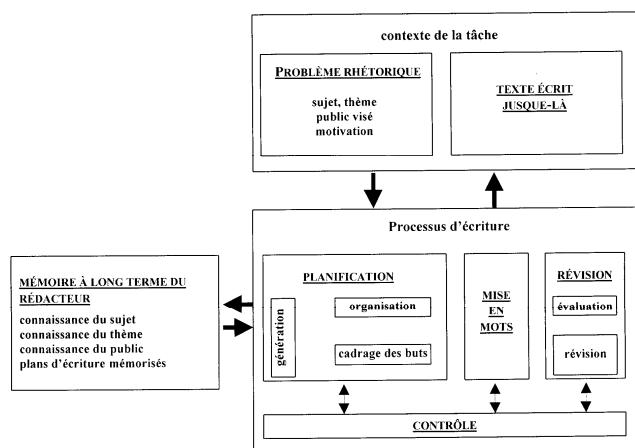 contexte de la tâche
PROBLÈME RHÉTORIQUE
sujet, thème
public visé
motivation
TEXTE ÉCRIT
JUSQUE-LÀ
Processus d'écriture
MÉMOIRE À LONG TERME DU
RÉDACTEUR
connaissance du sujet
connaissance du thème
connaissance du public
plans d'écriture mémorisés
PLANIFICATION
génération
organisation
cadrage des buts
MISE
EN
MOTS
RÉVISION
évaluation
révision
CONTRÔLE